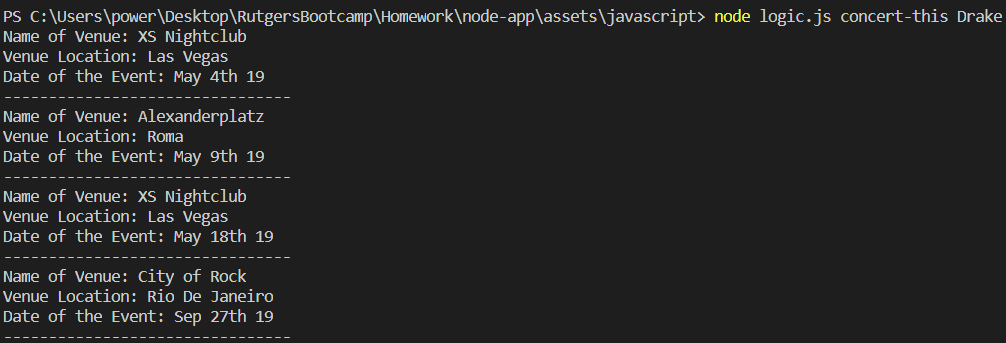 PS C:\Users\power\Desktop\RutgersBootcamp\Homework\node-app\assets\javascript> node logic.js concert-this Drake
Name of Venue: XS Nightclub
Venue Location: Las Vegas
Date of the Event: May 4th 19
--------------------------------
Name of Venue: Alexanderplatz
Venue Location: Roma
Date of the Event: May 9th 19
--------------------------------
Name of Venue: XS Nightclub
Venue Location: Las Vegas
Date of the Event: May 18th 19
--------------------------------
Name of Venue: City of Rock
Venue Location: Rio De Janeiro
Date of the Event: Sep 27th 19
--------------------------------